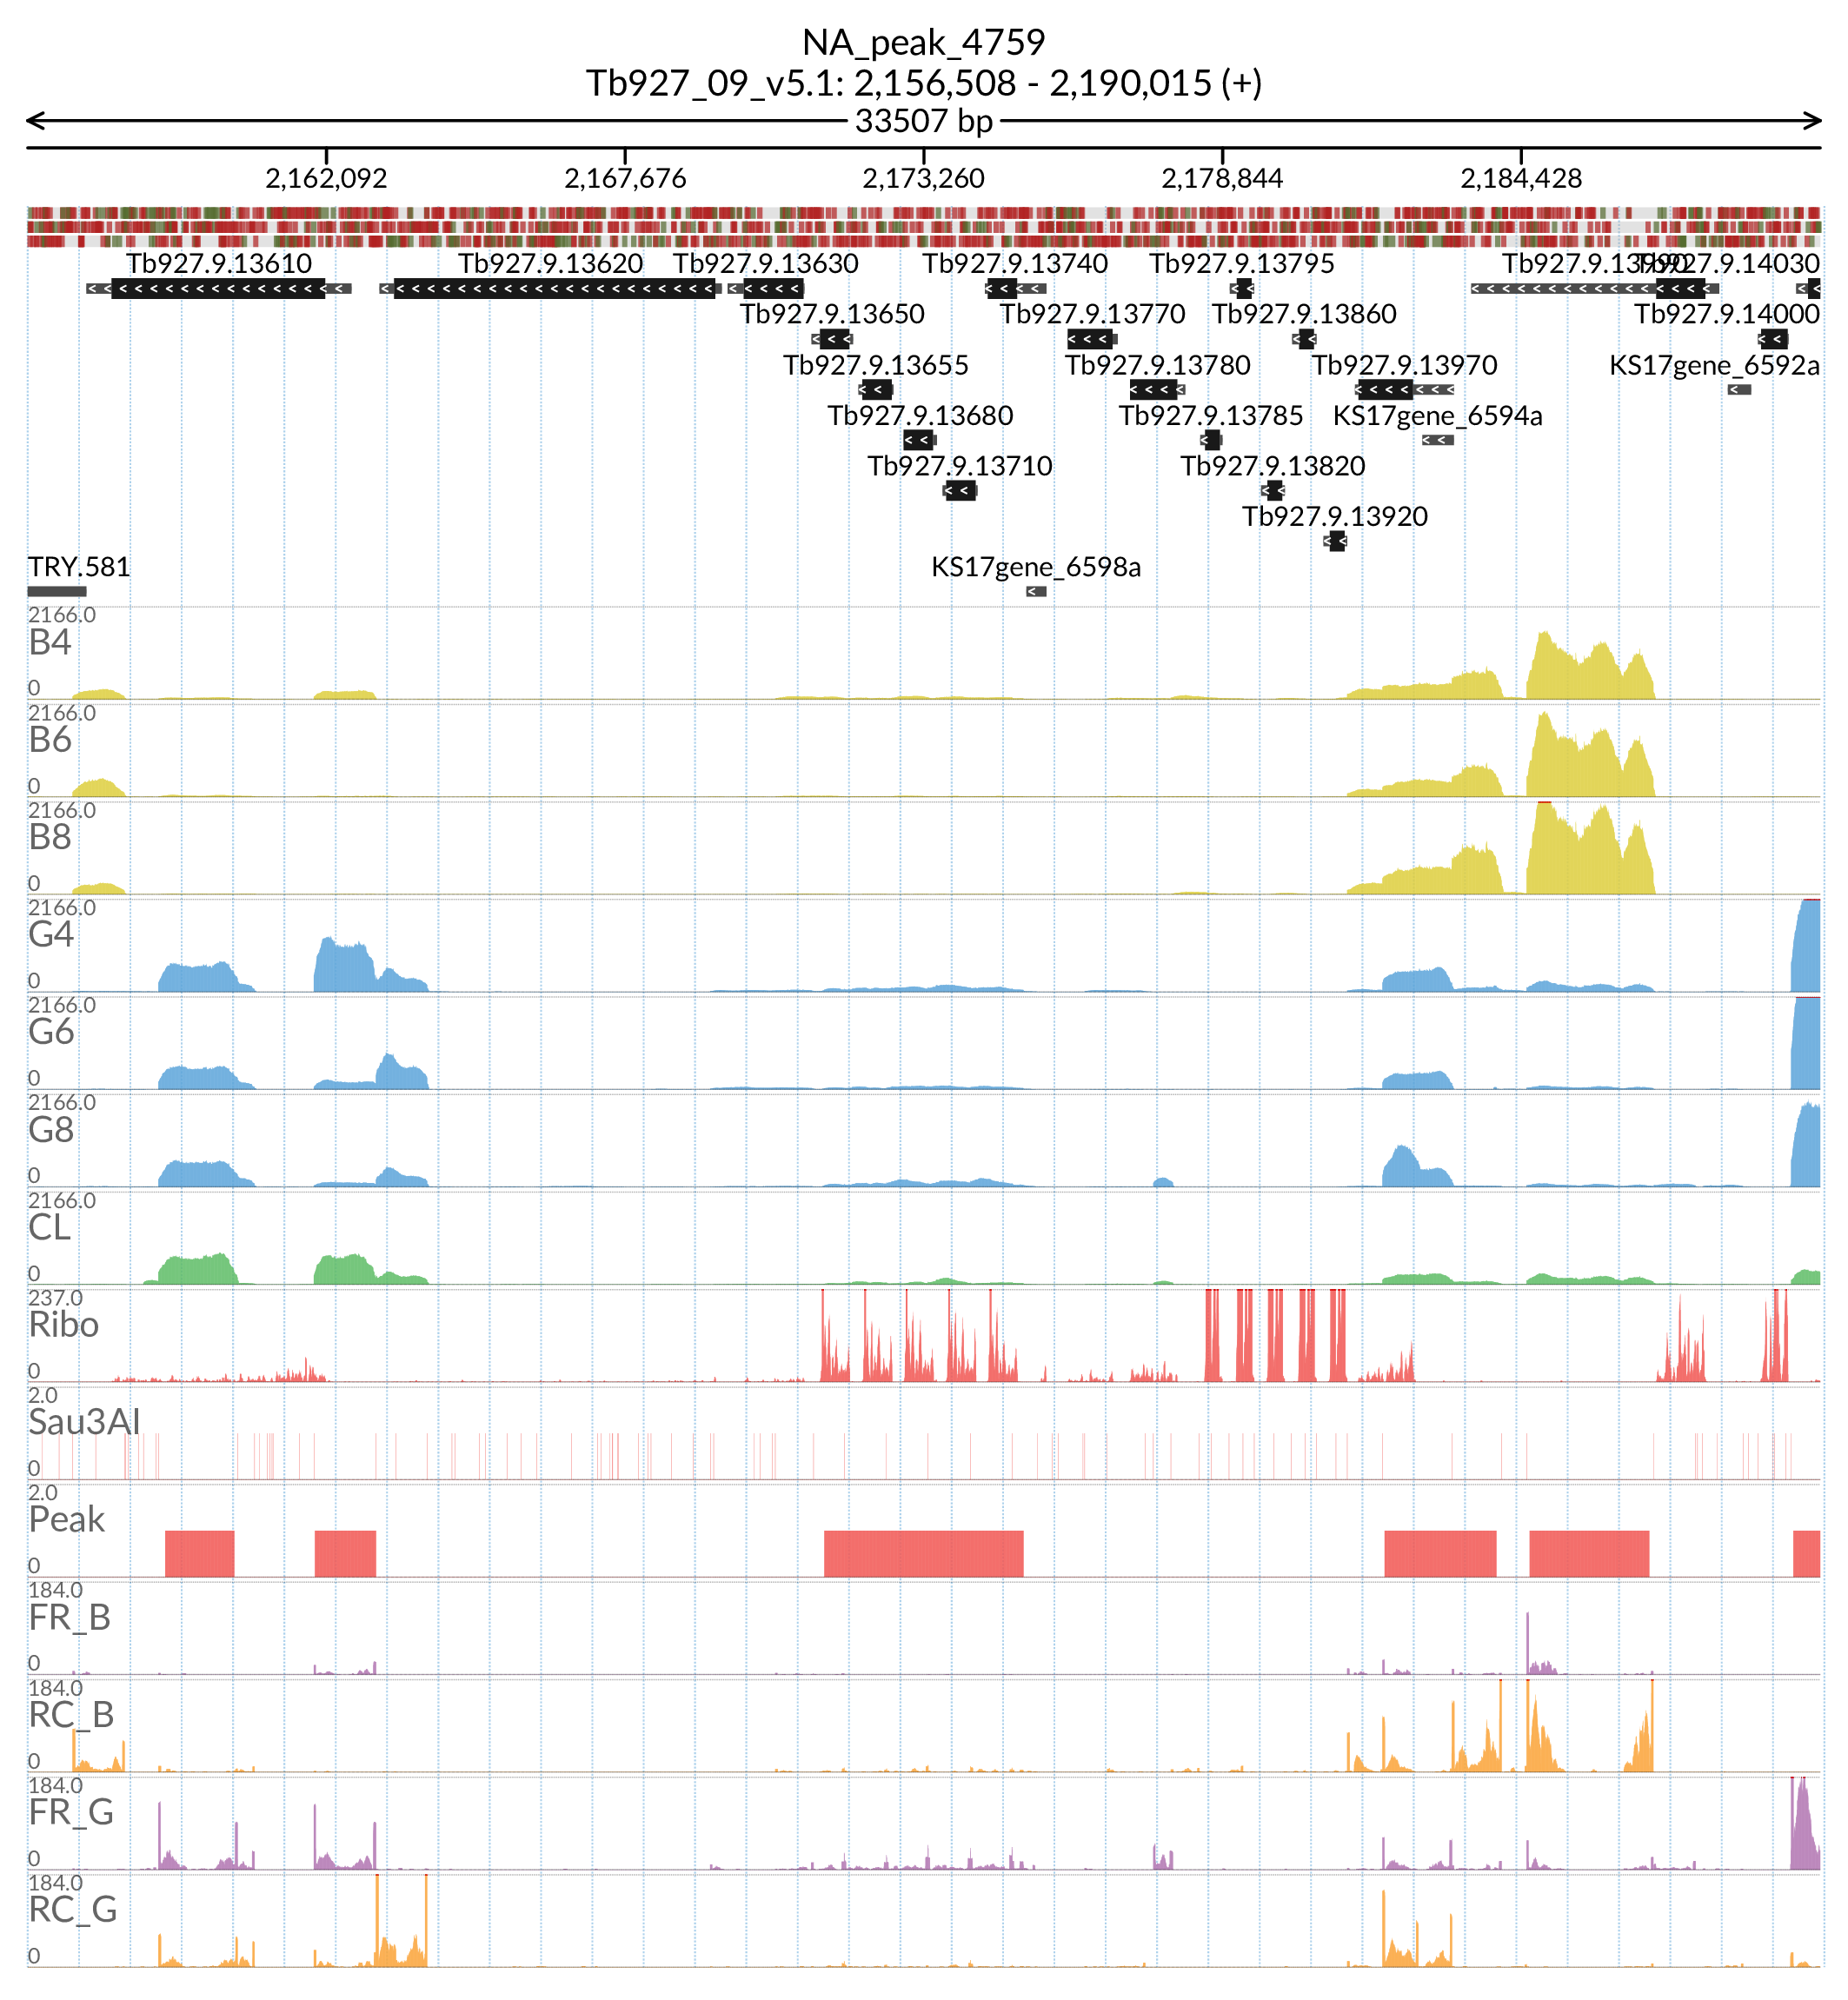 NA_peak_4759
Tb927_09_v5.1: 2,156,508 - 2,190,015 (+)
33507 bp
2,162,092 2,167,676 2,173,260 2,178,844 2,184,428
Tb927.9.13610 Tb927.9.13620 Tb927.9.13630 Tb927.9.13740 Tb927.9.13795 Tb927.9.13990 Tb927.9.14030
Tb927.9.13650 Tb927.9.13770 Tb927.9.13860 Tb927.9.14000
Tb927.9.13655 Tb927.9.13780 Tb927.9.13970 KS17gene_6592a
Tb927.9.13680 Tb927.9.13785 KS17gene_6594a
Tb927.9.13710 Tb927.9.13820
Tb927.9.13920
TRY.581 KS17gene_6598a
2166.0
B4
0
2166.0
B6
0
2166.0
B8
0
2166.0
G4
0
2166.0
G6
0
2166.0
G8
0
2166.0
CL
0
237.0
Ribo
0
2.0
Sau3AI
0
2.0
Peak
0
184.0
FR_B
0
184.0
RC_B
0
184.0
FR_G
0
184.0
RC_G
0